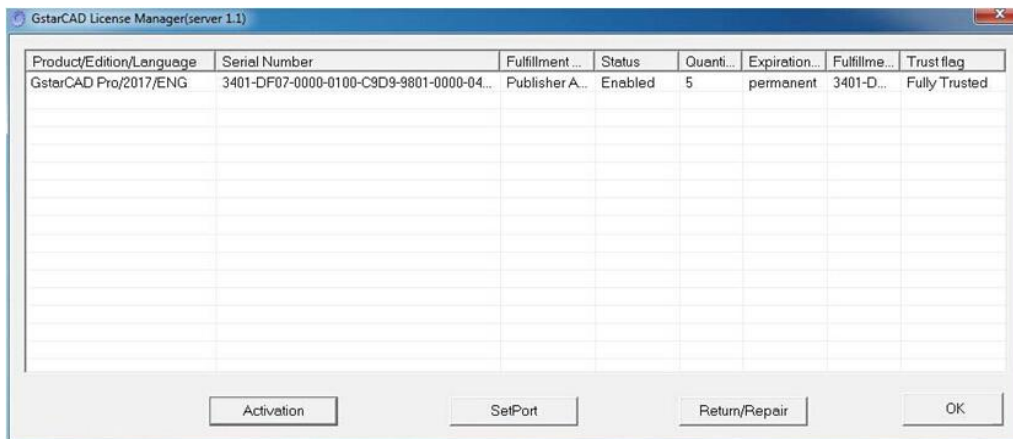 GstarCAD License Manager(server 1.1)
Product/Edition/Language Serial Number Fulfillment ... Status Quanti... Expiration... Fulfillme... Trust flag
GstarCAD Pro/2017/ENG 3401-DF07-0000-0100-C9D9-9801-0000-04... Publisher A... Enabled 5 permanent 3401-D... Fully Trusted
Activation SetPort Return/Repair OK